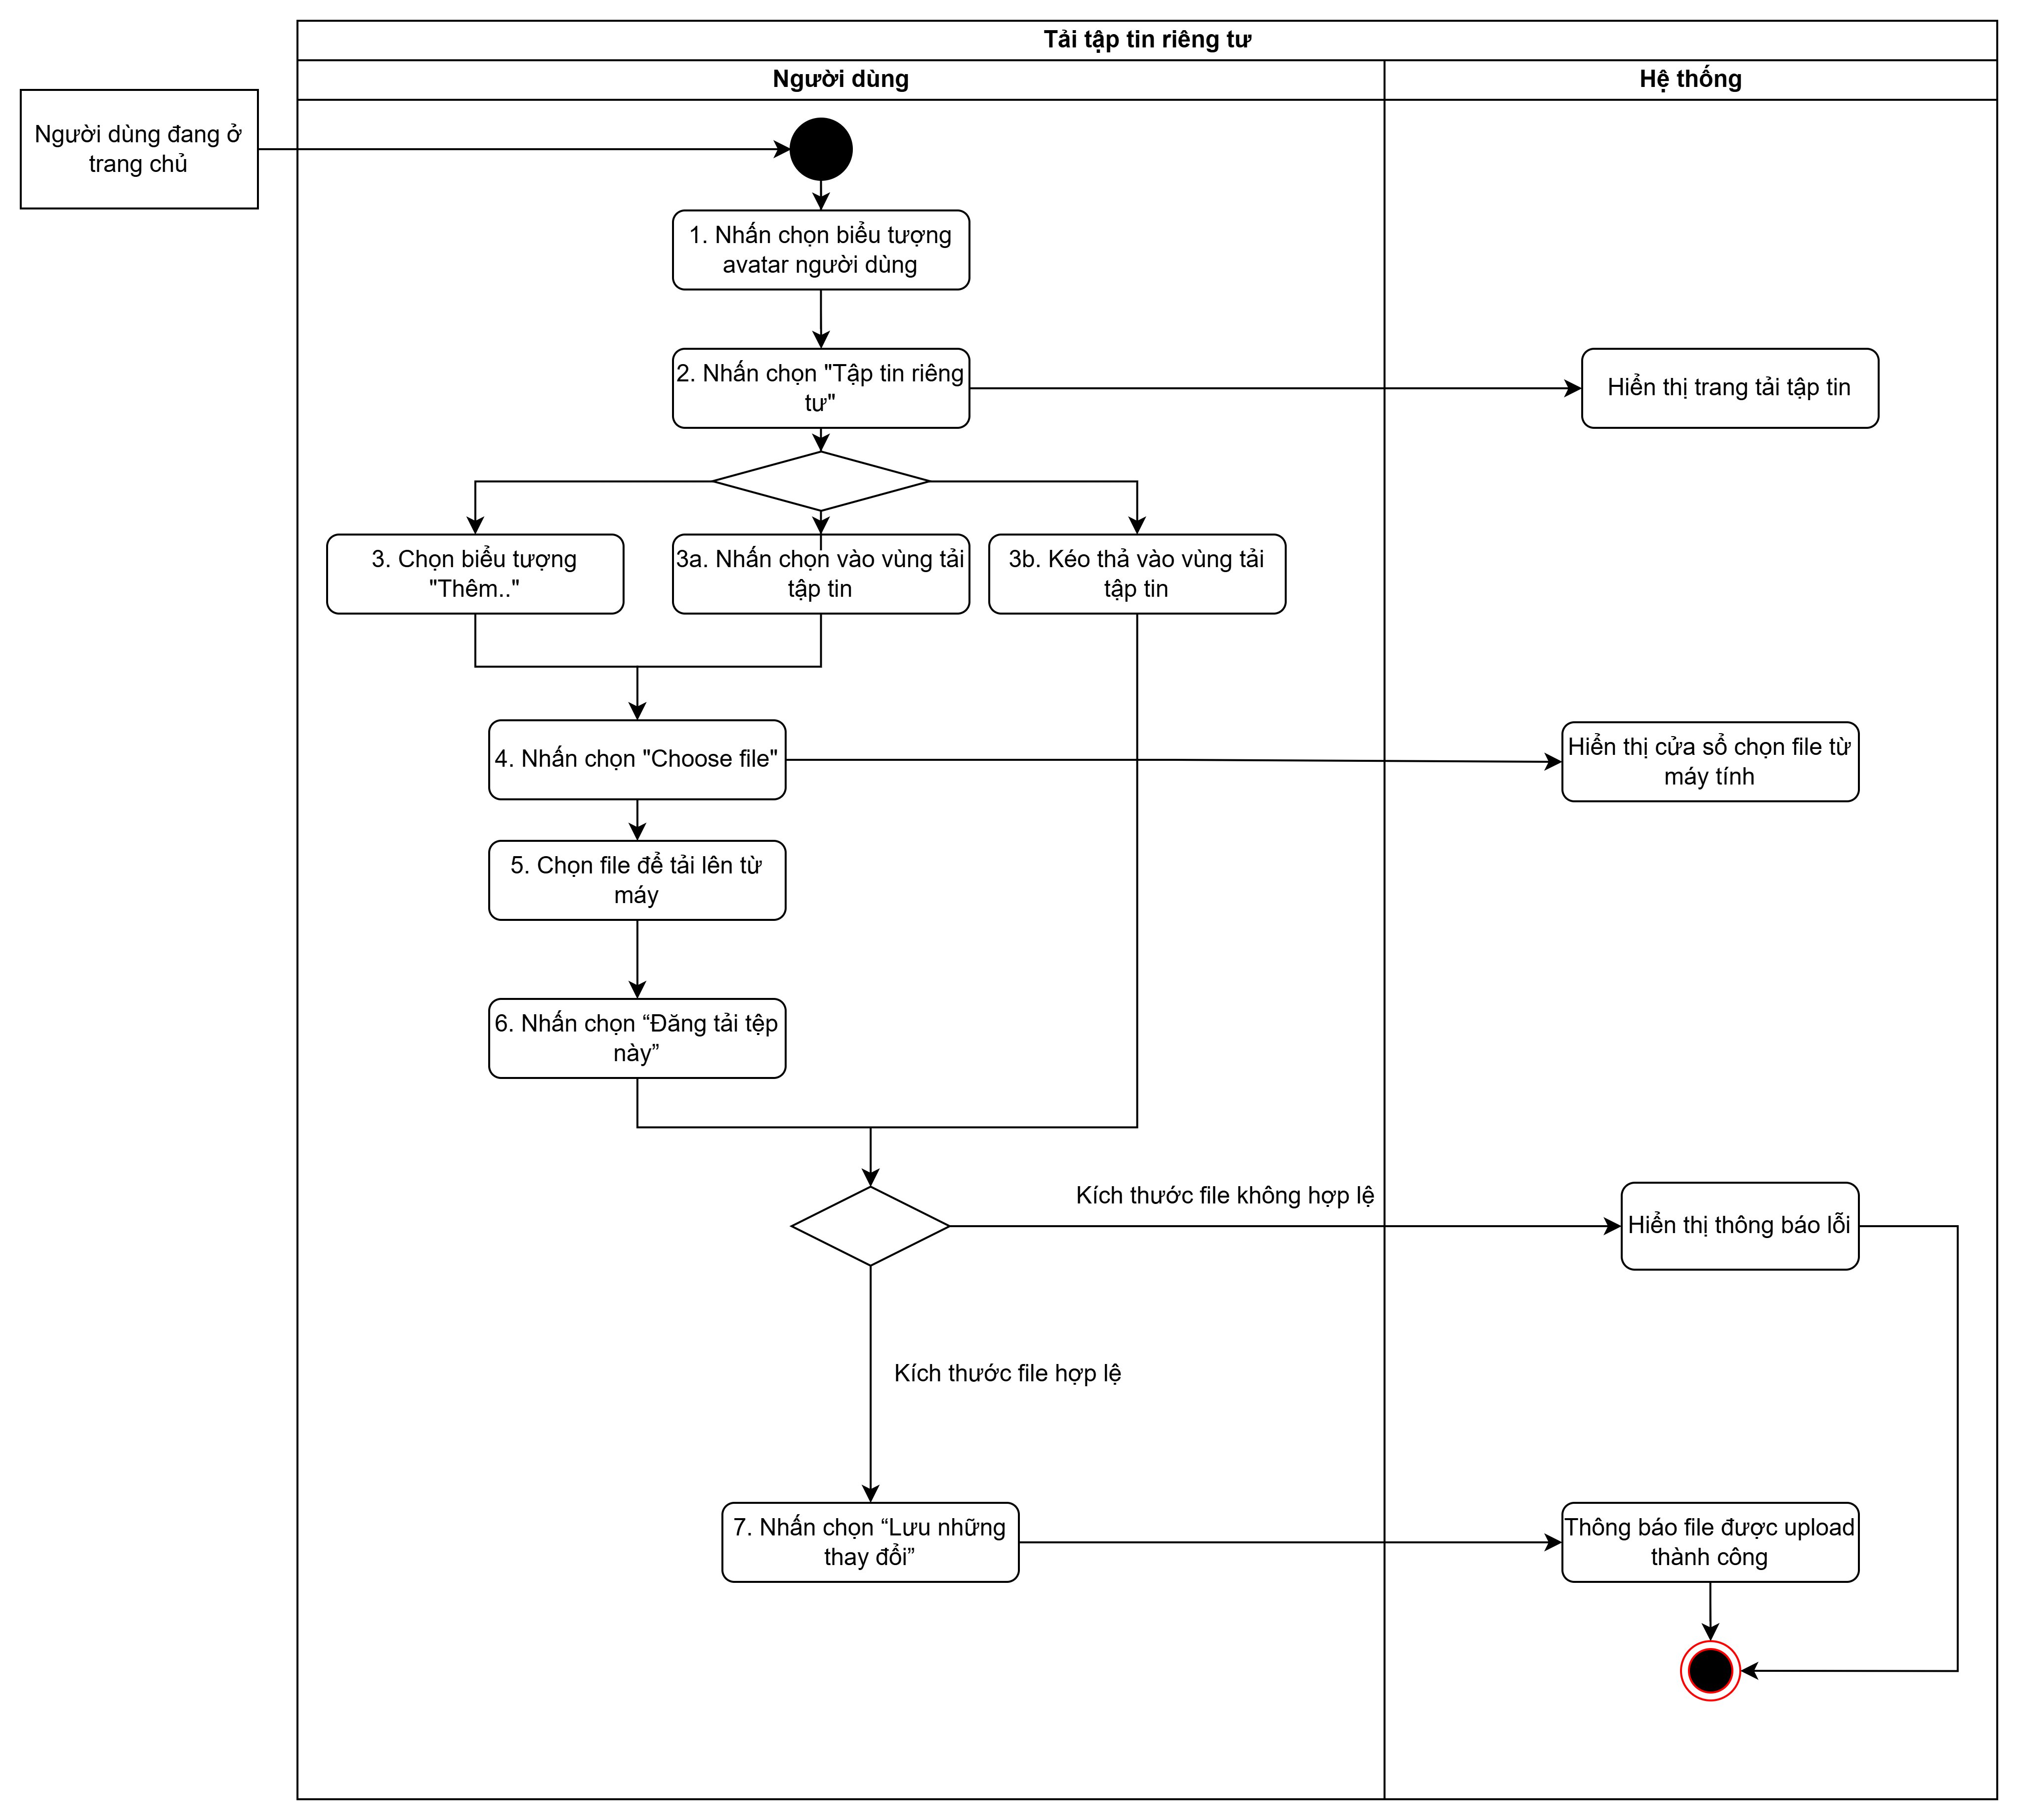 Tải tập tin riêng tư
Người dùng
Hệ thống
Người dùng đang ở
trang chủ
1. Nhấn chọn biểu tượng
avatar người dùng
2. Nhấn chọn "Tập tin riêng
tư"
Hiển thị trang tải tập tin
3. Chọn biểu tượng
"Thêm.."
3a. Nhấn chọn vào vùng tải
tập tin
3b. Kéo thả vào vùng tải
tập tin
4. Nhấn chọn "Choose file"
Hiển thị cửa sổ chọn file từ
máy tính
5. Chọn file để tải lên từ
máy
6. Nhấn chọn “Đăng tải tệp
này”
Kích thước file không hợp lệ
Hiển thị thông báo lỗi
Kích thước file hợp lệ
7. Nhấn chọn “Lưu những
thay đổi”
Thông báo file được upload
thành công